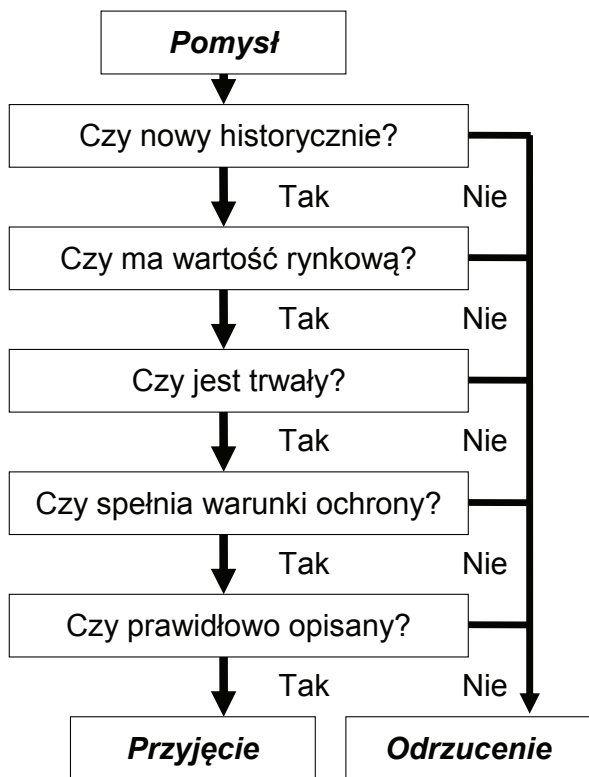 Pomysł
Czy nowy historycznie?
Tak Nie
Czy ma wartość rynkową?
Tak Nie
Czy jest trwały?
Tak Nie
Czy spełnia warunki ochrony?
Tak Nie
Czy prawidłowo opisany?
Tak Nie
Przyjęcie Odrzucenie